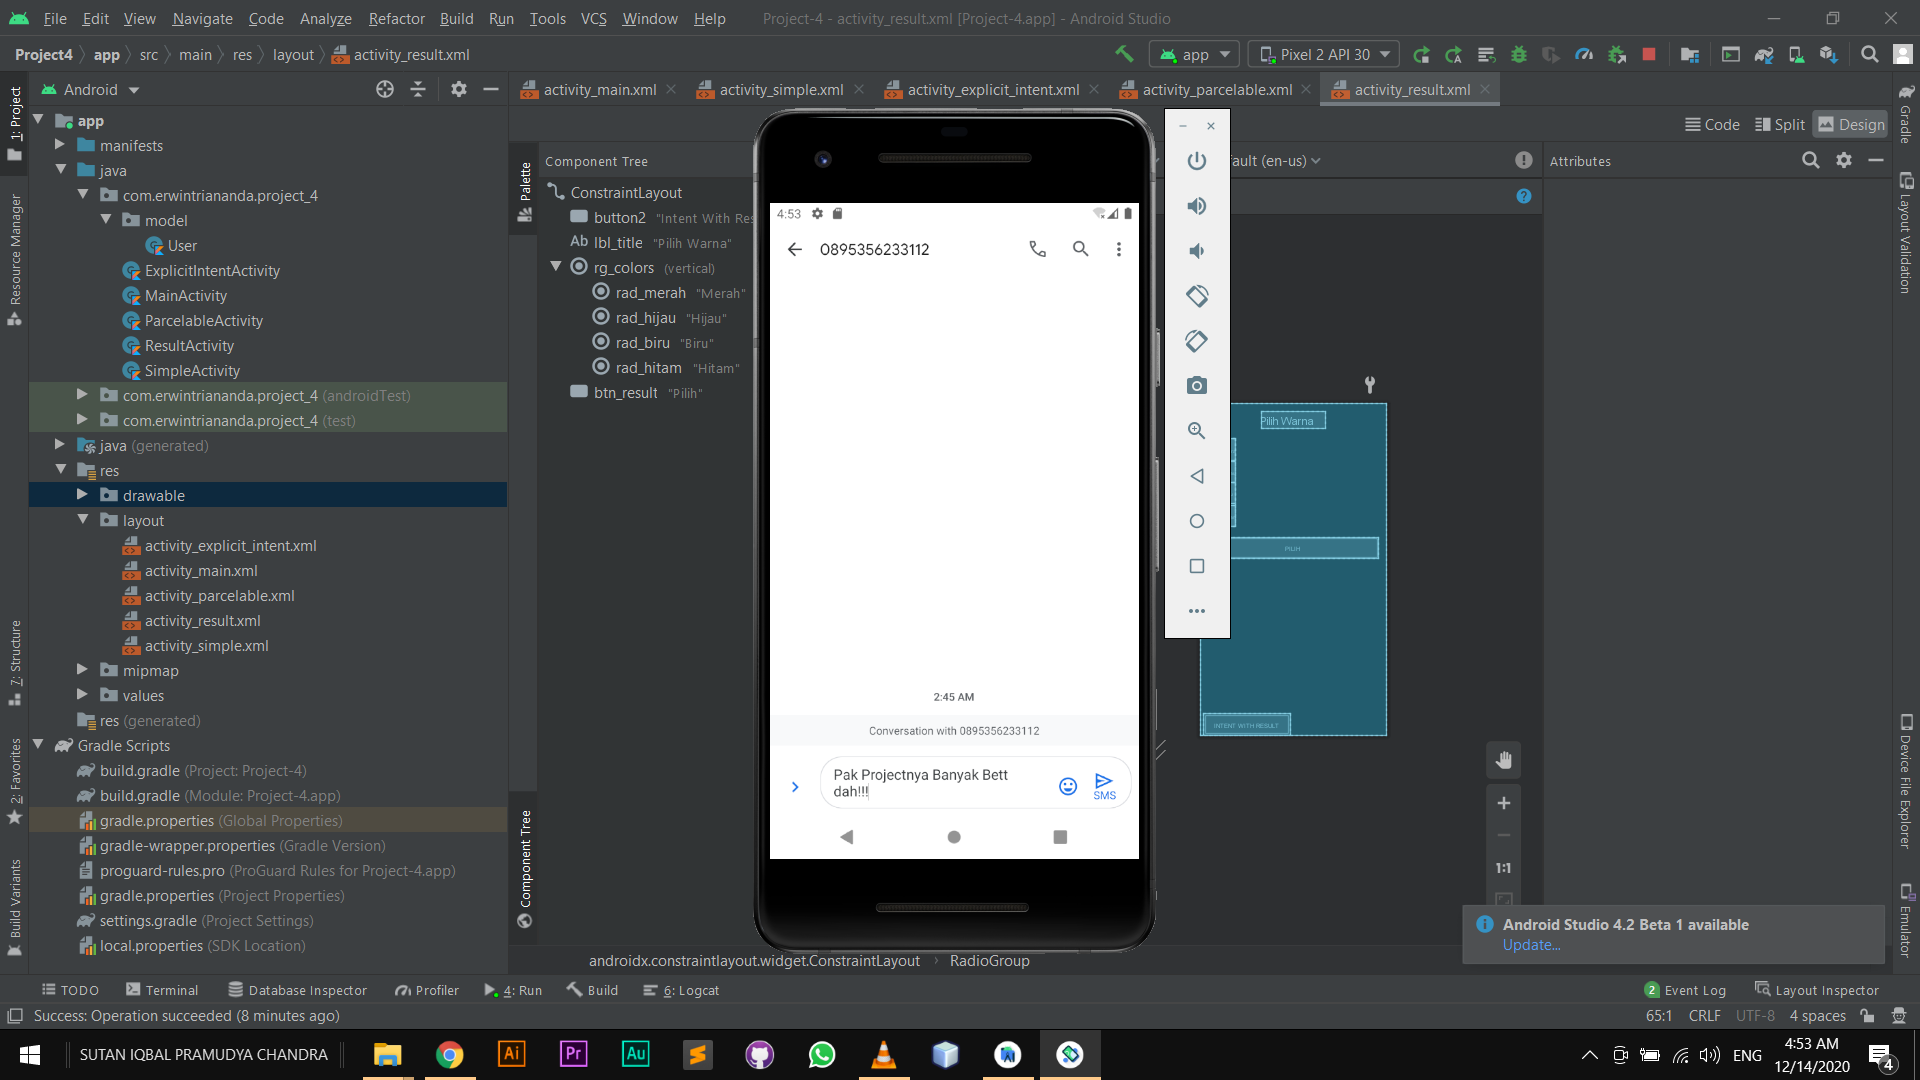 File Edit View Navigate Code Analyze Refactor Build Run Tools VCS Window Help Project-4 - activity_result.xml [Project-4.app] - Android Studio
Project4 app src main res layout activity_result.xml
app Pixel 2 API 30
Android
activity_main.xml activity_simple.xml activity_explicit_intent.xml activity_parcelable.xml activity_result.xml
Code Split Design
1: Project
Resource Manager
7: Structure
2: Favorites
Build Variants
app
manifests
java
com.erwintriananda.project_4
model
User
ExplicitIntentActivity
MainActivity
ParcelableActivity
ResultActivity
SimpleActivity
com.erwintriananda.project_4 (androidTest)
com.erwintriananda.project_4 (test)
java (generated)
res
drawable
layout
activity_explicit_intent.xml
activity_main.xml
activity_parcelable.xml
activity_result.xml
activity_simple.xml
mipmap
values
res (generated)
Gradle Scripts
build.gradle (Project: Project-4)
build.gradle (Module: Project-4.app)
gradle.properties (Global Properties)
gradle-wrapper.properties (Gradle Version)
proguard-rules.pro (ProGuard Rules for Project-4.app)
gradle.properties (Project Properties)
settings.gradle (Project Settings)
local.properties (SDK Location)
Palette
Component Tree
Component Tree
ConstraintLayout
button2 "Intent With Res
Ab lbl_title "Pilih Warna"
rg_colors (vertical)
rad_merah "Merah"
rad_hijau "Hijau"
rad_biru "Biru"
rad_hitam "Hitam"
btn_result "Pilih"
4:53
0895356233112
2:45 AM
Conversation with 0895356233112
Pak Projectnya Banyak Bett
dah!!!
SMS
fault (en-us)
Attributes
Pilih Warna
PILIH
INTENT WITH RESULT
1:1
Gradle
Layout Validation
Device File Explorer
Emulator
Android Studio 4.2 Beta 1 available
Update...
androidx.constraintlayout.widget.ConstraintLayout RadioGroup
TODO Terminal Database Inspector Profiler 4: Run Build 6: Logcat 2 Event Log Layout Inspector
Success: Operation succeeded (8 minutes ago) 65:1 CRLF UTF-8 4 spaces
SUTAN IQBAL PRAMUDYA CHANDRA Ai Pr Au ENG
4:53 AM
12/14/2020
4